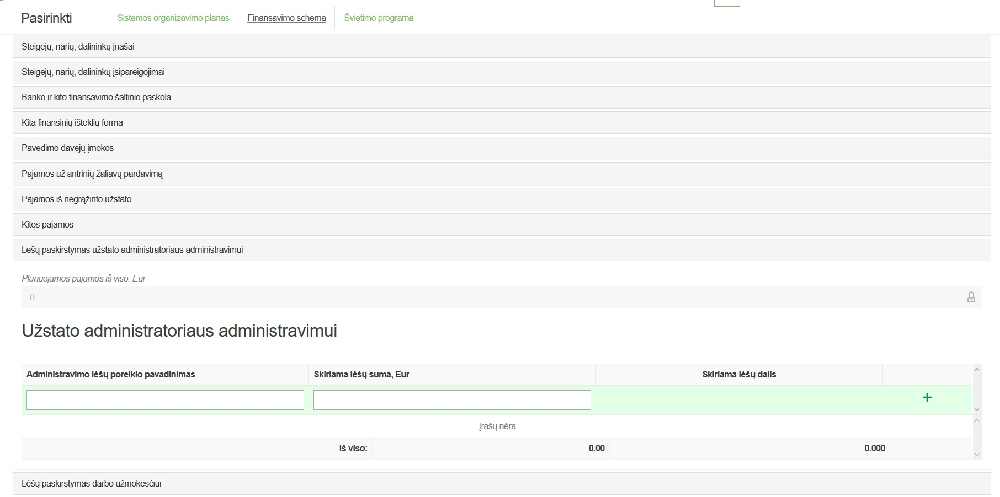 Pasirinkti
Sistemos organizavimo planas
Finansavimo schema
Švietimo programa
Steigėjų, narių, dalininkų įnašai
Steigėjų, narių, dalininkų įsipareigojimai
Banko ir kito finansavimo šaltinio paskola
Kita finansinių išteklių forma
Pavedimo davėjų įmokos
Pajamos už antrinių žaliavų pardavimą
Pajamos iš negrąžinto užstato
Kitos pajamos
Lėšų paskirstymas užstato administratoriaus administravimui
Planuojamos pajamos iš viso, Eur
0
Užstato administratoriaus administravimui
Administravimo lėšų poreikio pavadinimas
Skiriama lėšų suma, Eur
Skiriama lėšų dalis
Įrašų nėra
Iš viso: 0.00 0.000
Lėšų paskirstymas darbo užmokesčiui